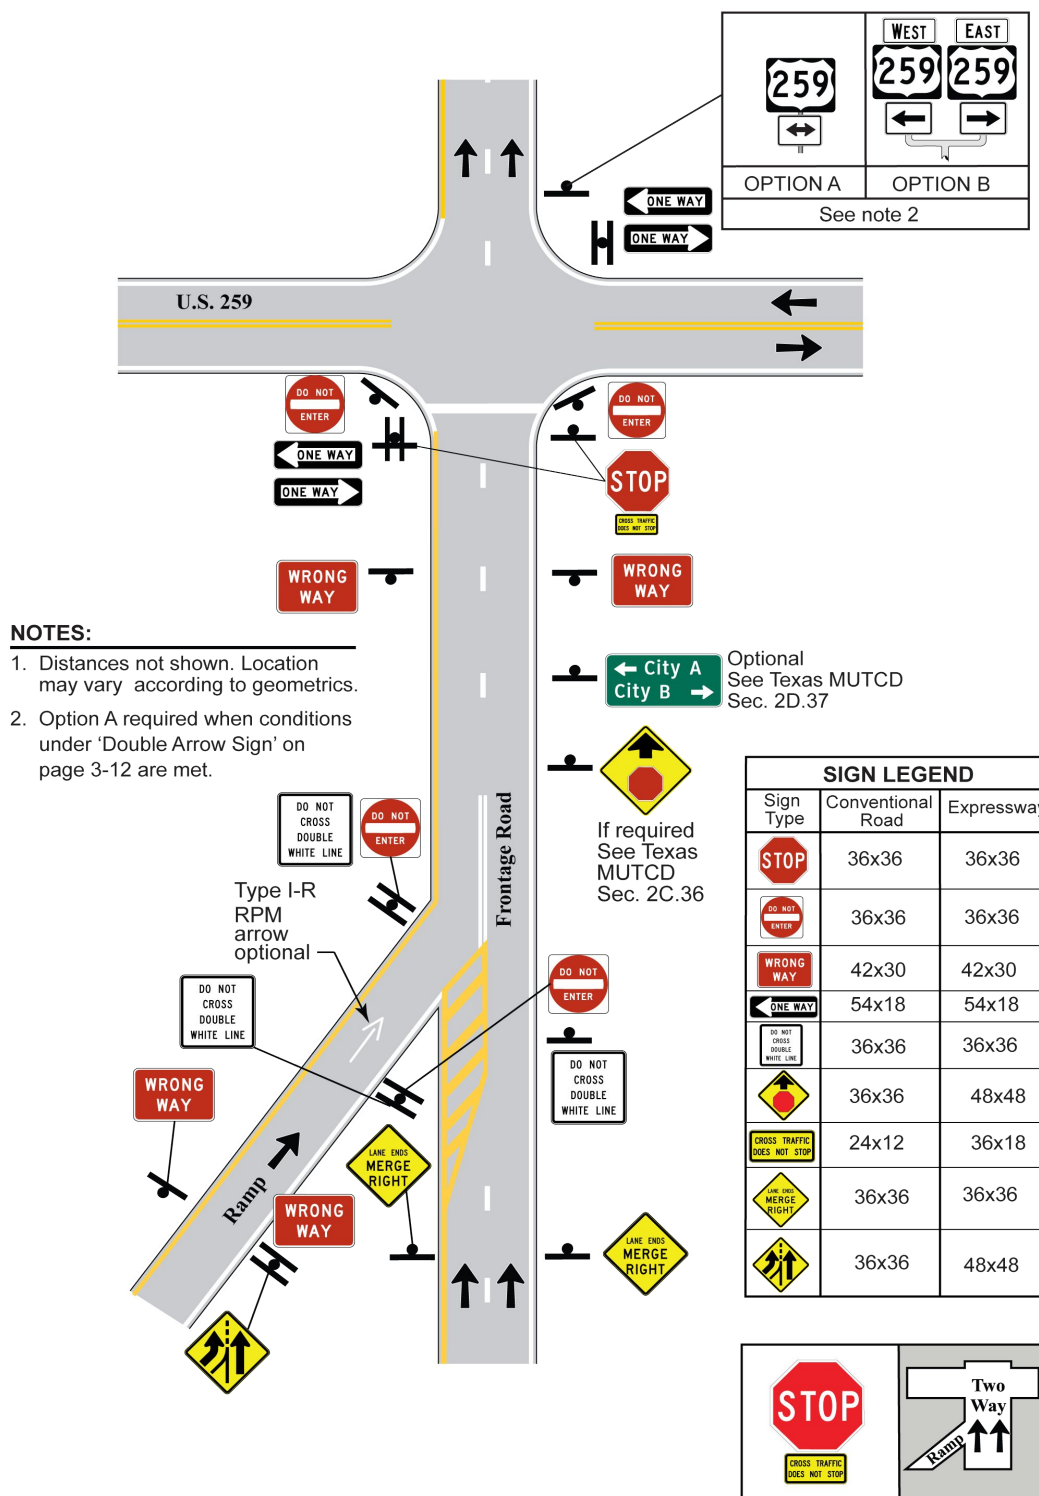 WEST
EAST
259
259
259
OPTION A
OPTION B
See note 2
ONE WAY
ONE WAY
U.S. 259
DO NOT
ENTER
DO NOT
ENTER
ONE WAY
ONE WAY
STOP
CROSS TRAFFIC
DOES NOT STOP
WRONG
WAY
WRONG
WAY
NOTES:
1. Distances not shown. Location
may vary according to geometrics.
2. Option A required when conditions
under ‘Double Arrow Sign’ on
page 3-12 are met.
City A
City B
Optional
See Texas MUTCD
Sec. 2D.37
If required
See Texas
MUTCD
Sec. 2C.36
Frontage Road
DO NOT
CROSS
DOUBLE
WHITE LINE
DO NOT
ENTER
Type I-R
RPM
arrow
optional
DO NOT
CROSS
DOUBLE
WHITE LINE
DO NOT
ENTER
DO NOT
CROSS
DOUBLE
WHITE LINE
WRONG
WAY
LANE ENDS
MERGE
RIGHT
Ramp
WRONG
WAY
LANE ENDS
MERGE
RIGHT
SIGN LEGEND
Sign
Type
Conventional
Road
Expressway
STOP
36x36
36x36
DO NOT
ENTER
36x36
36x36
WRONG
WAY
42x30
42x30
ONE WAY
54x18
54x18
DO NOT
CROSS
DOUBLE
WHITE LINE
36x36
36x36
36x36
48x48
CROSS TRAFFIC
DOES NOT STOP
24x12
36x18
LANE ENDS
MERGE
RIGHT
36x36
36x36
36x36
48x48
STOP
CROSS TRAFFIC
DOES NOT STOP
Two
Way
Ramp